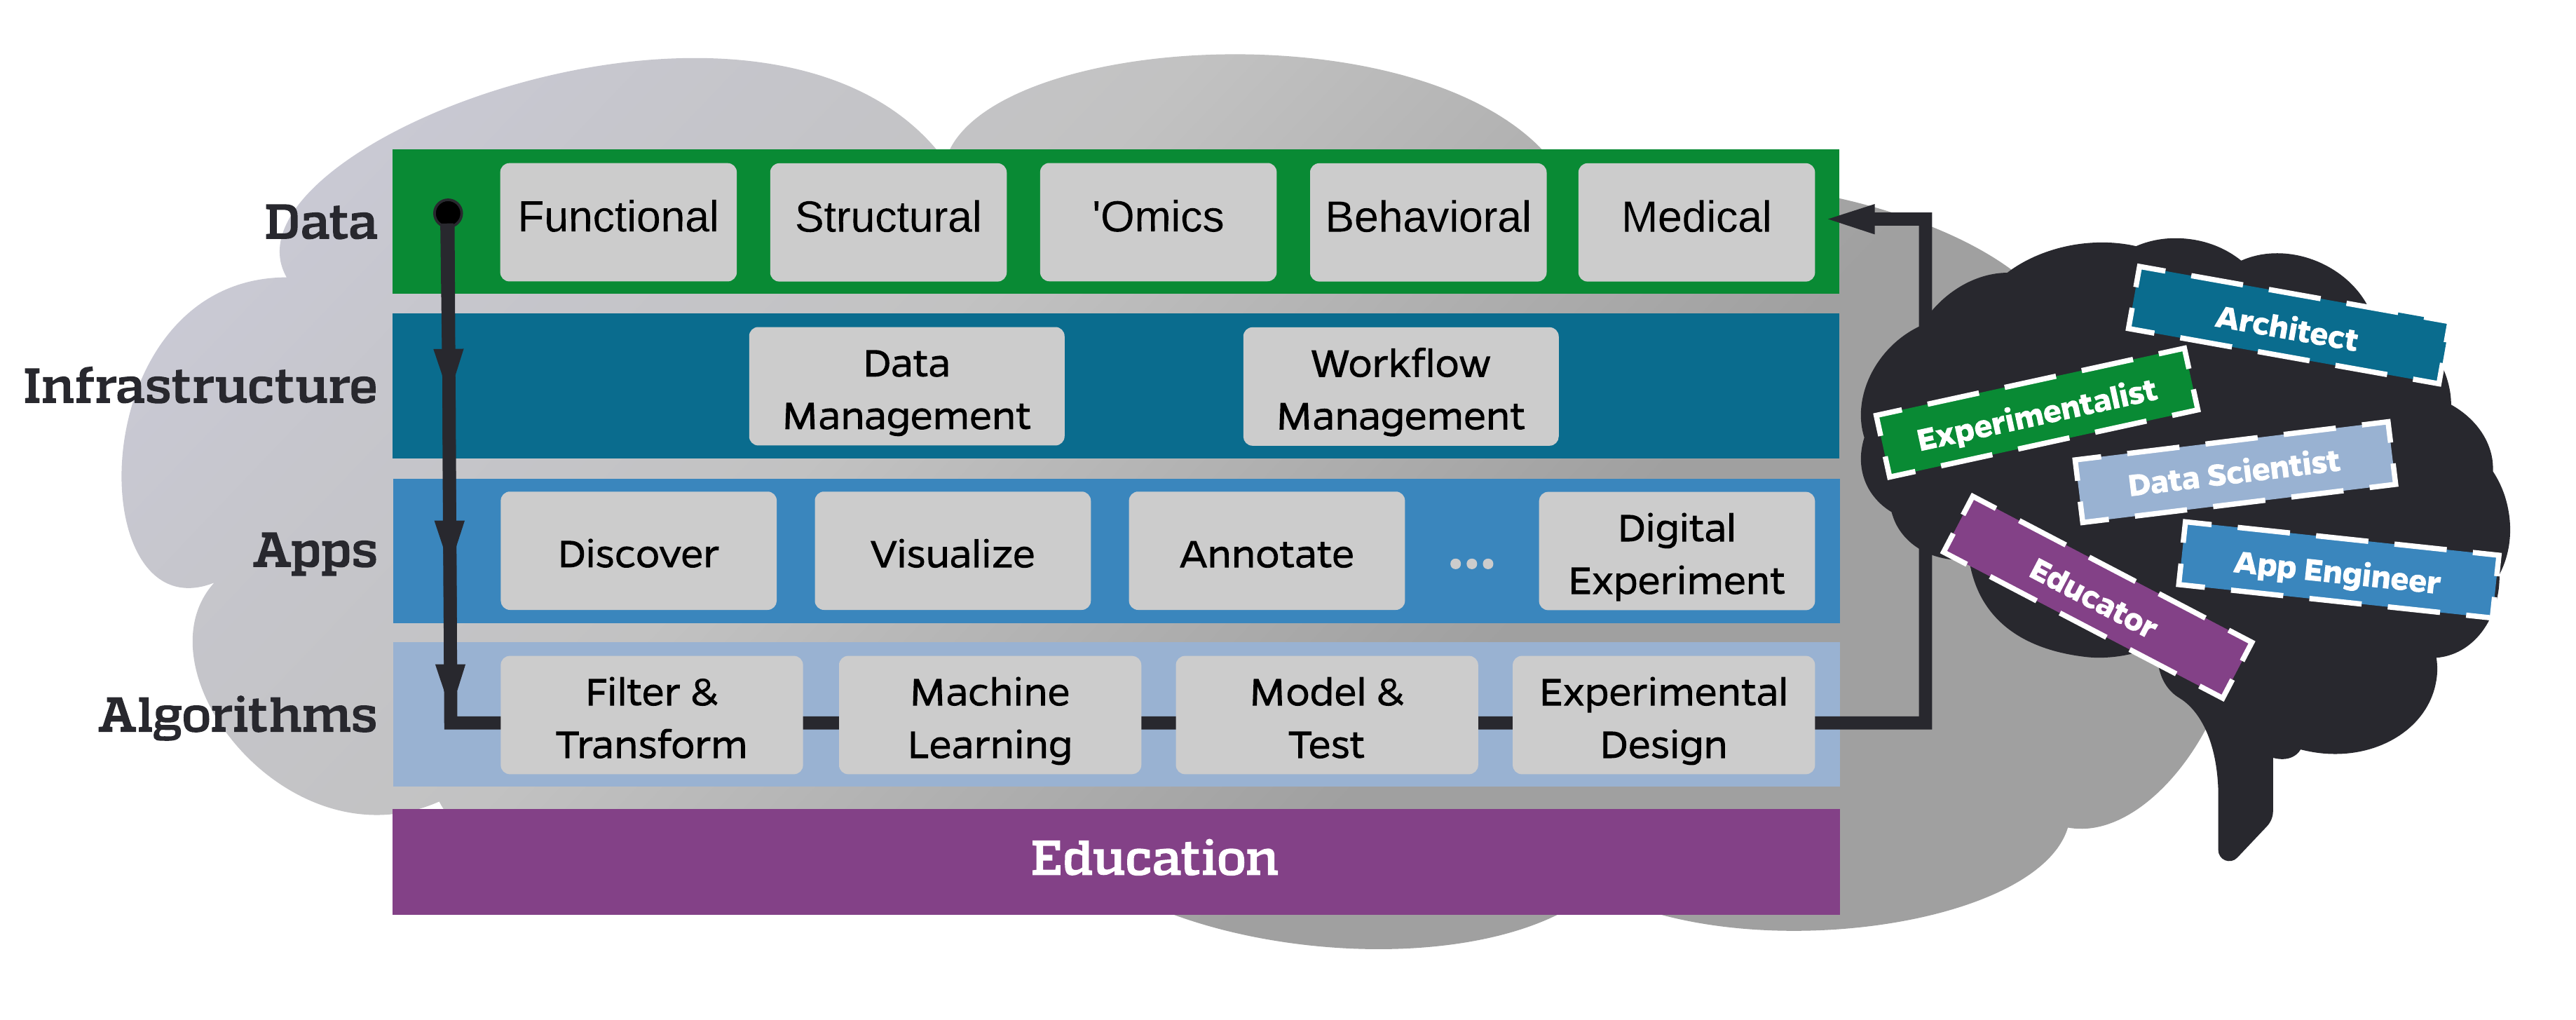 Data
Functional
Structural
'Omics
Behavioral
Medical
Infrastructure
Data
Management
Workflow
Management
Apps
Discover
Visualize
Annotate
...
Digital
Experiment
Algorithms
Filter &
Transform
Machine
Learning
Model &
Test
Experimental
Design
Education
Architect
Experimentalist
Data Scientist
App Engineer
Educator